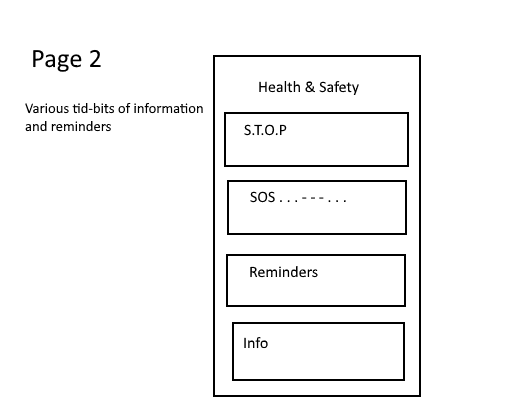 Page 2
Various tid-bits of information
and reminders
Health & Safety
S.T.O.P
SOS . . . - - - . . .
Reminders
Info